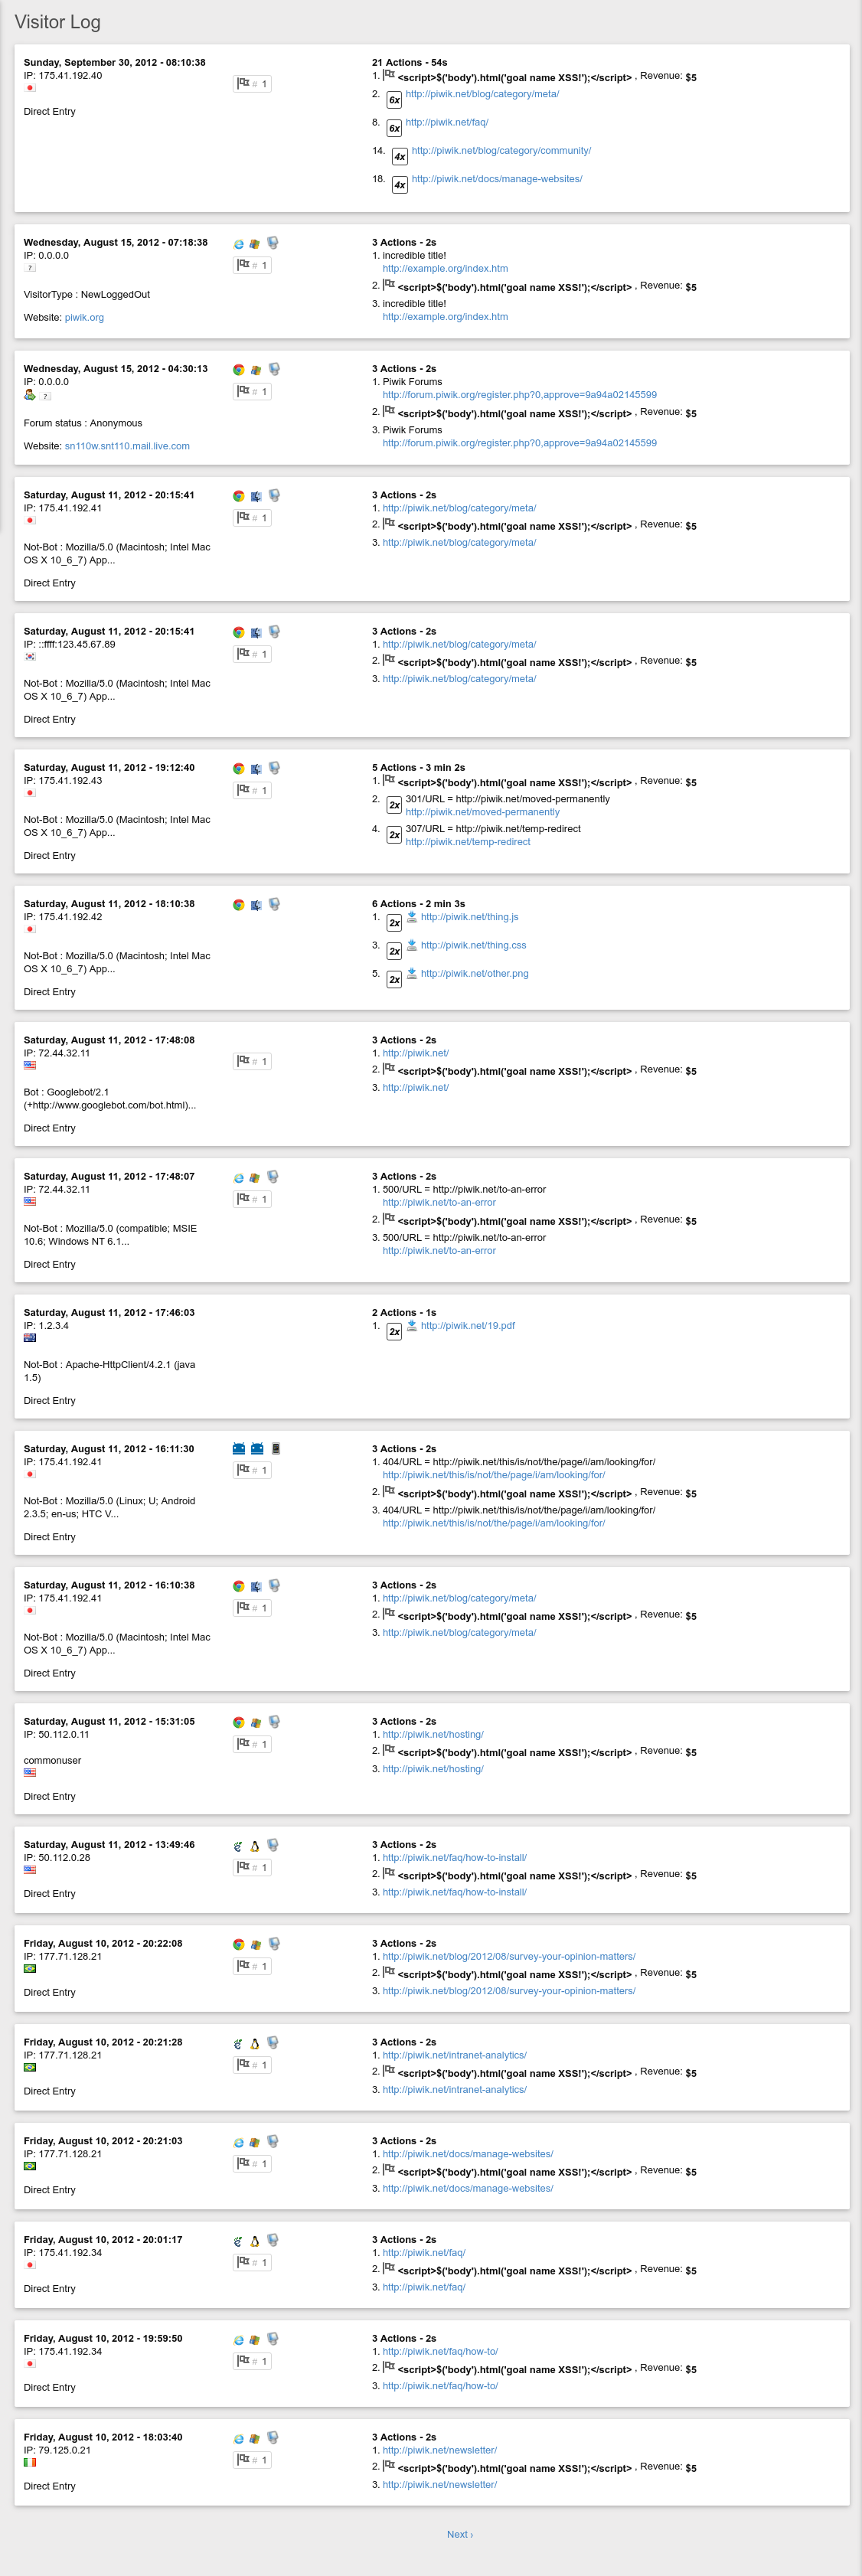 Visitor Log
Sunday, September 30, 2012 - 08:10:38
IP: 175.41.192.40
Direct Entry
# 1
21 Actions - 54s
1. <script>$('body').html('goal name XSS!');</script> , Revenue: $5
2. 6x http://piwik.net/blog/category/meta/
8. 6x http://piwik.net/faq/
14. 4x http://piwik.net/blog/category/community/
18. 4x http://piwik.net/docs/manage-websites/
Wednesday, August 15, 2012 - 07:18:38
IP: 0.0.0.0
?
VisitorType : NewLoggedOut
Website: piwik.org
# 1
3 Actions - 2s
1. incredible title!
http://example.org/index.htm
2. <script>$('body').html('goal name XSS!');</script> , Revenue: $5
3. incredible title!
http://example.org/index.htm
Wednesday, August 15, 2012 - 04:30:13
IP: 0.0.0.0
?
Forum status : Anonymous
Website: sn110w.snt110.mail.live.com
# 1
3 Actions - 2s
1. Piwik Forums
http://forum.piwik.org/register.php?0,approve=9a94a02145599
2. <script>$('body').html('goal name XSS!');</script> , Revenue: $5
3. Piwik Forums
http://forum.piwik.org/register.php?0,approve=9a94a02145599
Saturday, August 11, 2012 - 20:15:41
IP: 175.41.192.41
Not-Bot : Mozilla/5.0 (Macintosh; Intel Mac
OS X 10_6_7) App...
Direct Entry
# 1
3 Actions - 2s
1. http://piwik.net/blog/category/meta/
2. <script>$('body').html('goal name XSS!');</script> , Revenue: $5
3. http://piwik.net/blog/category/meta/
Saturday, August 11, 2012 - 20:15:41
IP: ::ffff:123.45.67.89
Not-Bot : Mozilla/5.0 (Macintosh; Intel Mac
OS X 10_6_7) App...
Direct Entry
# 1
3 Actions - 2s
1. http://piwik.net/blog/category/meta/
2. <script>$('body').html('goal name XSS!');</script> , Revenue: $5
3. http://piwik.net/blog/category/meta/
Saturday, August 11, 2012 - 19:12:40
IP: 175.41.192.43
Not-Bot : Mozilla/5.0 (Macintosh; Intel Mac
OS X 10_6_7) App...
Direct Entry
# 1
5 Actions - 3 min 2s
1. <script>$('body').html('goal name XSS!');</script> , Revenue: $5
2. 2x 301/URL = http://piwik.net/moved-permanently
http://piwik.net/moved-permanently
4. 2x 307/URL = http://piwik.net/temp-redirect
http://piwik.net/temp-redirect
Saturday, August 11, 2012 - 18:10:38
IP: 175.41.192.42
Not-Bot : Mozilla/5.0 (Macintosh; Intel Mac
OS X 10_6_7) App...
Direct Entry
6 Actions - 2 min 3s
1. 2x http://piwik.net/thing.js
3. 2x http://piwik.net/thing.css
5. 2x http://piwik.net/other.png
Saturday, August 11, 2012 - 17:48:08
IP: 72.44.32.11
Bot : Googlebot/2.1
(+http://www.googlebot.com/bot.html)...
Direct Entry
# 1
3 Actions - 2s
1. http://piwik.net/
2. <script>$('body').html('goal name XSS!');</script> , Revenue: $5
3. http://piwik.net/
Saturday, August 11, 2012 - 17:48:07
IP: 72.44.32.11
Not-Bot : Mozilla/5.0 (compatible; MSIE
10.6; Windows NT 6.1...
Direct Entry
# 1
3 Actions - 2s
1. 500/URL = http://piwik.net/to-an-error
http://piwik.net/to-an-error
2. <script>$('body').html('goal name XSS!');</script> , Revenue: $5
3. 500/URL = http://piwik.net/to-an-error
http://piwik.net/to-an-error
Saturday, August 11, 2012 - 17:46:03
IP: 1.2.3.4
Not-Bot : Apache-HttpClient/4.2.1 (java
1.5)
Direct Entry
2 Actions - 1s
1. 2x http://piwik.net/19.pdf
Saturday, August 11, 2012 - 16:11:30
IP: 175.41.192.41
Not-Bot : Mozilla/5.0 (Linux; U; Android
2.3.5; en-us; HTC V...
Direct Entry
# 1
3 Actions - 2s
1. 404/URL = http://piwik.net/this/is/not/the/page/i/am/looking/for/
http://piwik.net/this/is/not/the/page/i/am/looking/for/
2. <script>$('body').html('goal name XSS!');</script> , Revenue: $5
3. 404/URL = http://piwik.net/this/is/not/the/page/i/am/looking/for/
http://piwik.net/this/is/not/the/page/i/am/looking/for/
Saturday, August 11, 2012 - 16:10:38
IP: 175.41.192.41
Not-Bot : Mozilla/5.0 (Macintosh; Intel Mac
OS X 10_6_7) App...
Direct Entry
# 1
3 Actions - 2s
1. http://piwik.net/blog/category/meta/
2. <script>$('body').html('goal name XSS!');</script> , Revenue: $5
3. http://piwik.net/blog/category/meta/
Saturday, August 11, 2012 - 15:31:05
IP: 50.112.0.11
commonuser
Direct Entry
# 1
3 Actions - 2s
1. http://piwik.net/hosting/
2. <script>$('body').html('goal name XSS!');</script> , Revenue: $5
3. http://piwik.net/hosting/
Saturday, August 11, 2012 - 13:49:46
IP: 50.112.0.28
Direct Entry
# 1
3 Actions - 2s
1. http://piwik.net/faq/how-to-install/
2. <script>$('body').html('goal name XSS!');</script> , Revenue: $5
3. http://piwik.net/faq/how-to-install/
Friday, August 10, 2012 - 20:22:08
IP: 177.71.128.21
Direct Entry
# 1
3 Actions - 2s
1. http://piwik.net/blog/2012/08/survey-your-opinion-matters/
2. <script>$('body').html('goal name XSS!');</script> , Revenue: $5
3. http://piwik.net/blog/2012/08/survey-your-opinion-matters/
Friday, August 10, 2012 - 20:21:28
IP: 177.71.128.21
Direct Entry
# 1
3 Actions - 2s
1. http://piwik.net/intranet-analytics/
2. <script>$('body').html('goal name XSS!');</script> , Revenue: $5
3. http://piwik.net/intranet-analytics/
Friday, August 10, 2012 - 20:21:03
IP: 177.71.128.21
Direct Entry
# 1
3 Actions - 2s
1. http://piwik.net/docs/manage-websites/
2. <script>$('body').html('goal name XSS!');</script> , Revenue: $5
3. http://piwik.net/docs/manage-websites/
Friday, August 10, 2012 - 20:01:17
IP: 175.41.192.34
Direct Entry
# 1
3 Actions - 2s
1. http://piwik.net/faq/
2. <script>$('body').html('goal name XSS!');</script> , Revenue: $5
3. http://piwik.net/faq/
Friday, August 10, 2012 - 19:59:50
IP: 175.41.192.34
Direct Entry
# 1
3 Actions - 2s
1. http://piwik.net/faq/how-to/
2. <script>$('body').html('goal name XSS!');</script> , Revenue: $5
3. http://piwik.net/faq/how-to/
Friday, August 10, 2012 - 18:03:40
IP: 79.125.0.21
Direct Entry
# 1
3 Actions - 2s
1. http://piwik.net/newsletter/
2. <script>$('body').html('goal name XSS!');</script> , Revenue: $5
3. http://piwik.net/newsletter/
Next ›